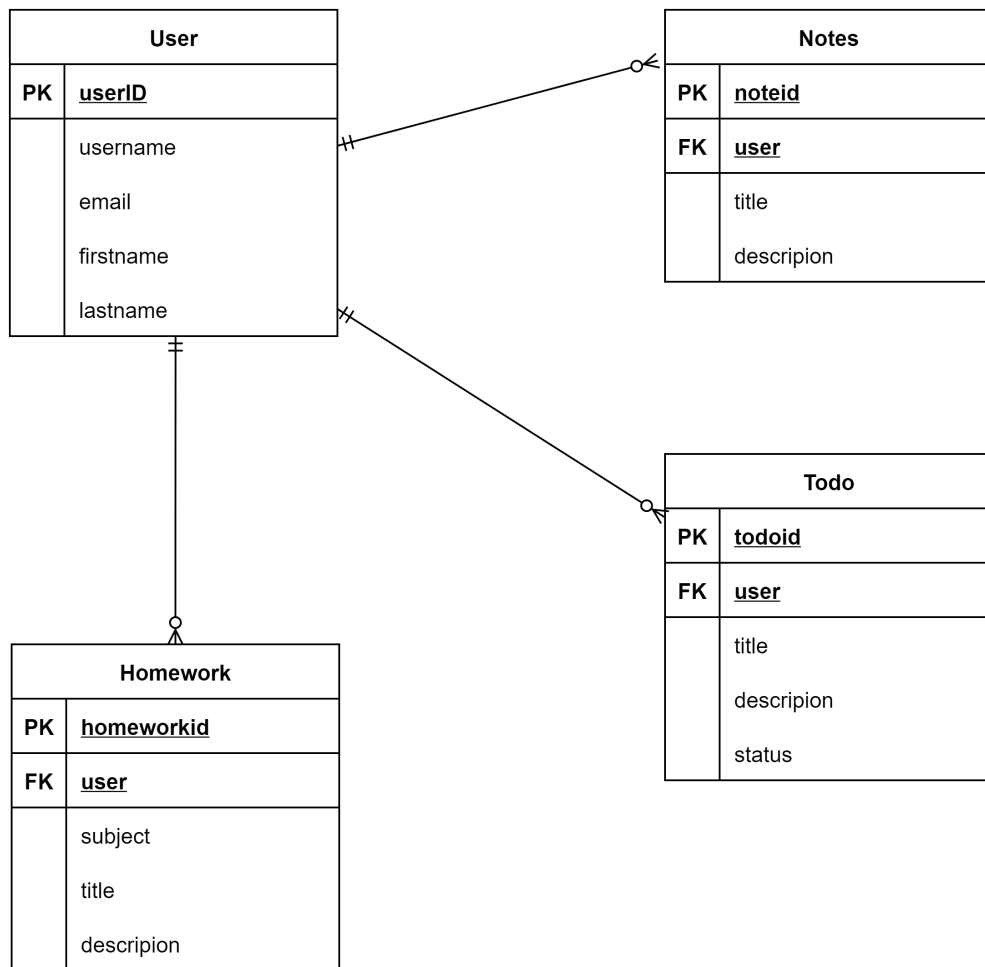 User
PK userID
username
email
firstname
lastname
Notes
PK noteid
FK user
title
descripion
Todo
PK todoid
FK user
title
descripion
status
Homework
PK homeworkid
FK user
subject
title
descripion